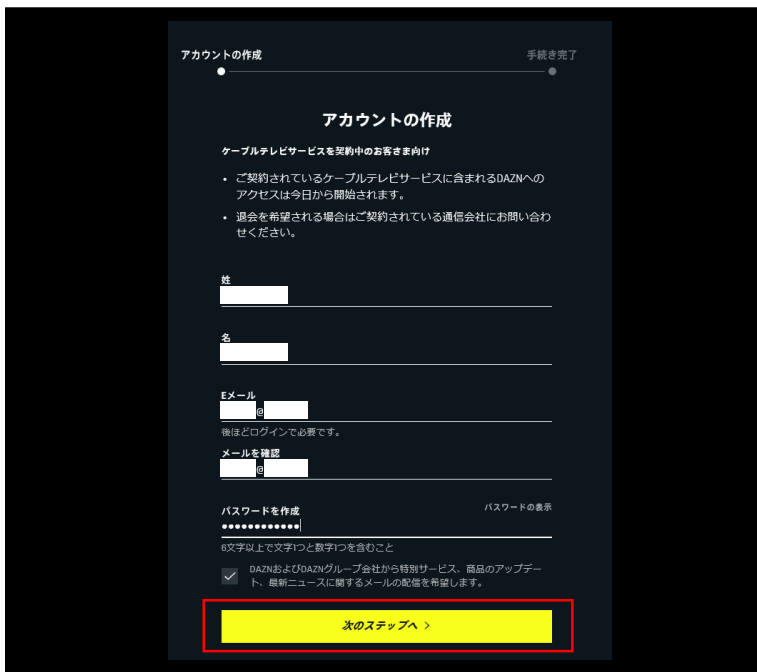 アカウントの作成 手続き完了
アカウントの作成
ケーブルテレビサービスを契約中のお客さま向け
• ご契約されているケーブルテレビサービスに含まれるDAZNへの
アクセスは今日から開始されます。
• 退会を希望される場合はご契約されている通信会社にお問い合わ
せください。
姓
名
Eメール
@
後ほどログインで必要です。
メールを確認
@
パスワードを作成 パスワードの表示
●●●●●●●●●●●●
6文字以上で文字1つと数字1つを含むこと
DAZNおよびDAZNグループ会社から特別サービス、商品のアップデー
ト、最新ニュースに関するメールの配信を希望します。
次のステップへ >